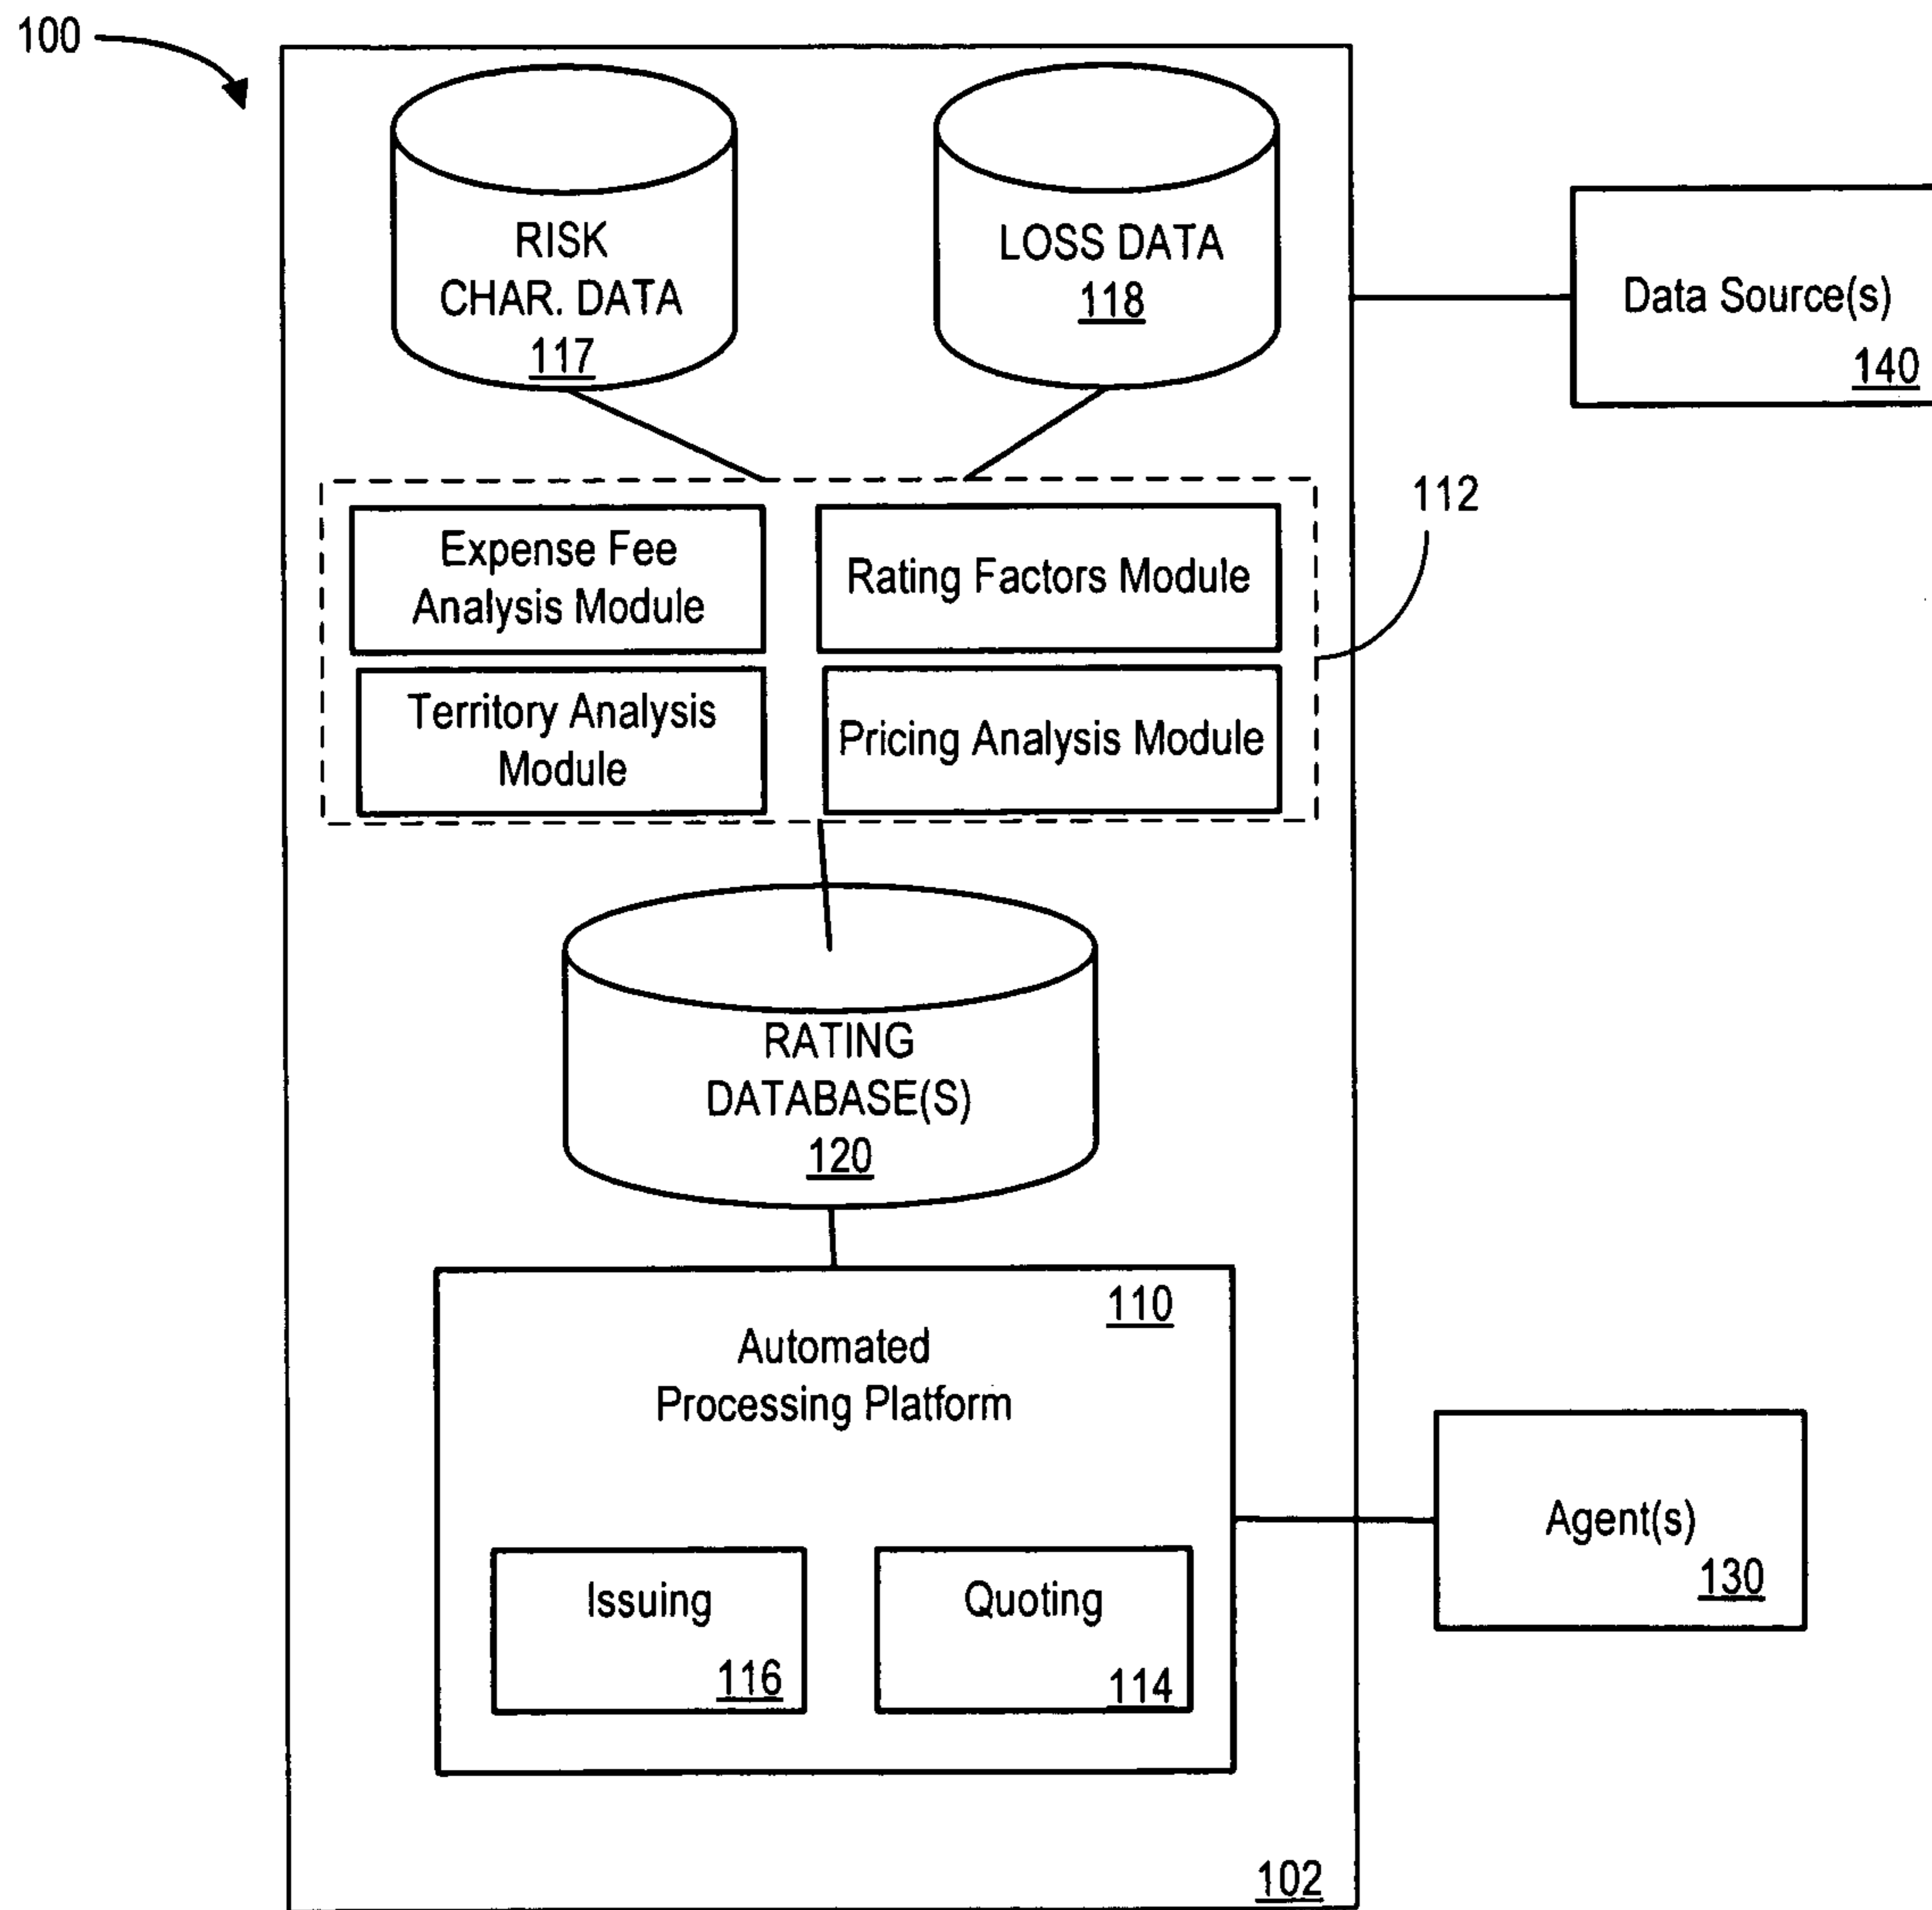 100
RISK
CHAR. DATA
117
LOSS DATA
118
Data Source(s)
140
112
Expense Fee
Analysis Module
Rating Factors Module
Territory Analysis
Module
Pricing Analysis Module
RATING
DATABASE(S)
120
110
Automated
Processing Platform
Issuing
116
Quoting
114
Agent(s)
130
102